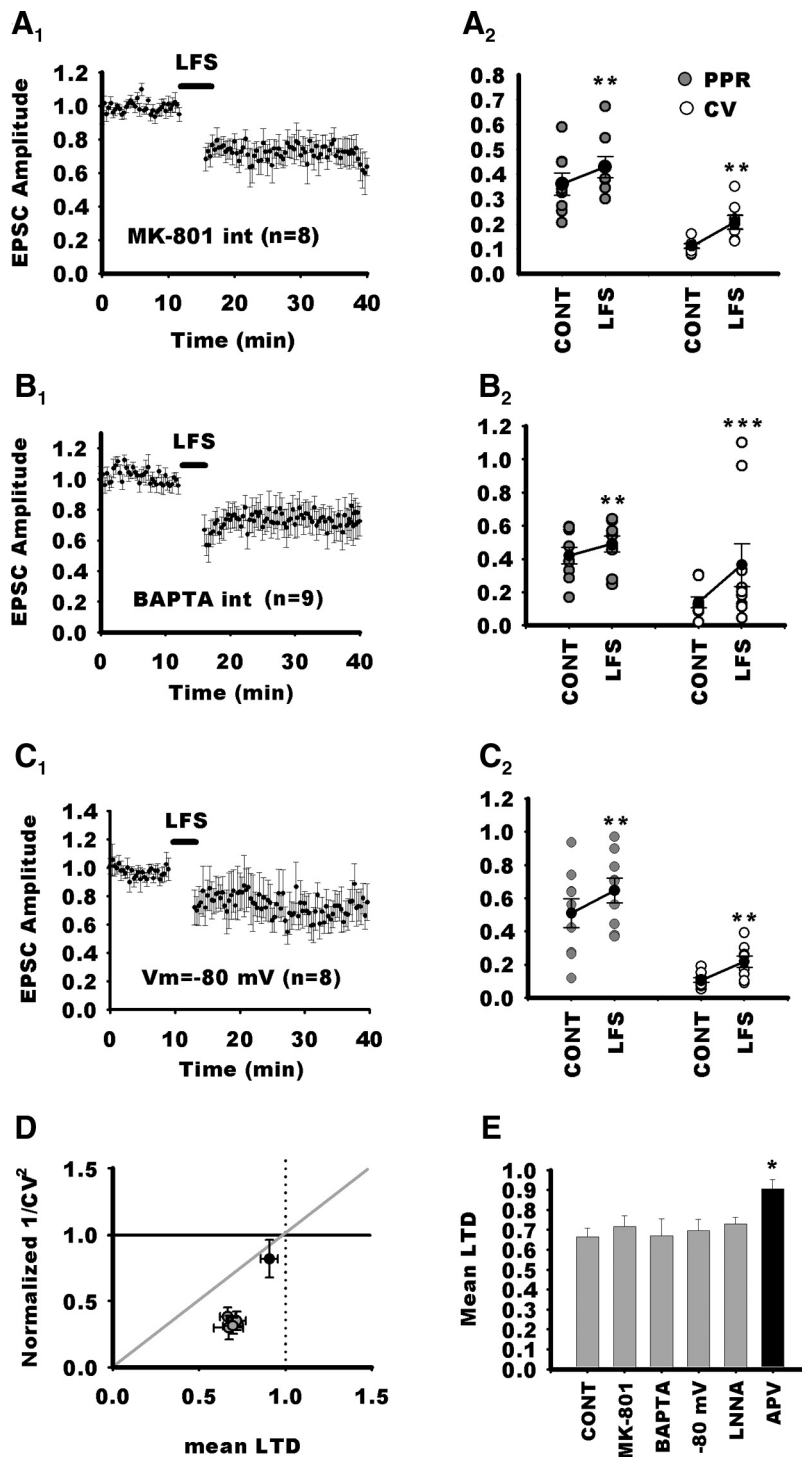 A1
LFS
EPSC Amplitude
1.2
1.0
0.8
0.6
0.4
0.2
0.0
MK-801 int (n=8)
0 10 20 30 40
Time (min)
A2
0.8
0.7
0.6
0.5
0.4
0.3
0.2
0.1
0.0
**
PPR
CV
**
CONT
LFS
CONT
LFS
B1
LFS
EPSC Amplitude
1.2
1.0
0.8
0.6
0.4
0.2
0.0
BAPTA int (n=9)
0 10 20 30 40
Time (min)
B2
1.2
1.0
0.8
0.6
0.4
0.2
0.0
**
***
CONT
LFS
CONT
LFS
C1
LFS
EPSC Amplitude
1.4
1.2
1.0
0.8
0.6
0.4
0.2
0.0
Vm=-80 mV (n=8)
0 10 20 30 40
Time (min)
C2
1.2
1.0
0.8
0.6
0.4
0.2
0.0
**
**
CONT
LFS
CONT
LFS
D
Normalized 1/CV²
1.5
1.0
0.5
0.0
0.0 0.5 1.0 1.5
mean LTD
E
Mean LTD
1.0
0.9
0.8
0.7
0.6
0.5
0.4
0.3
0.2
0.1
0.0
*
CONT
MK-801
BAPTA
-80 mV
LNNA
APV